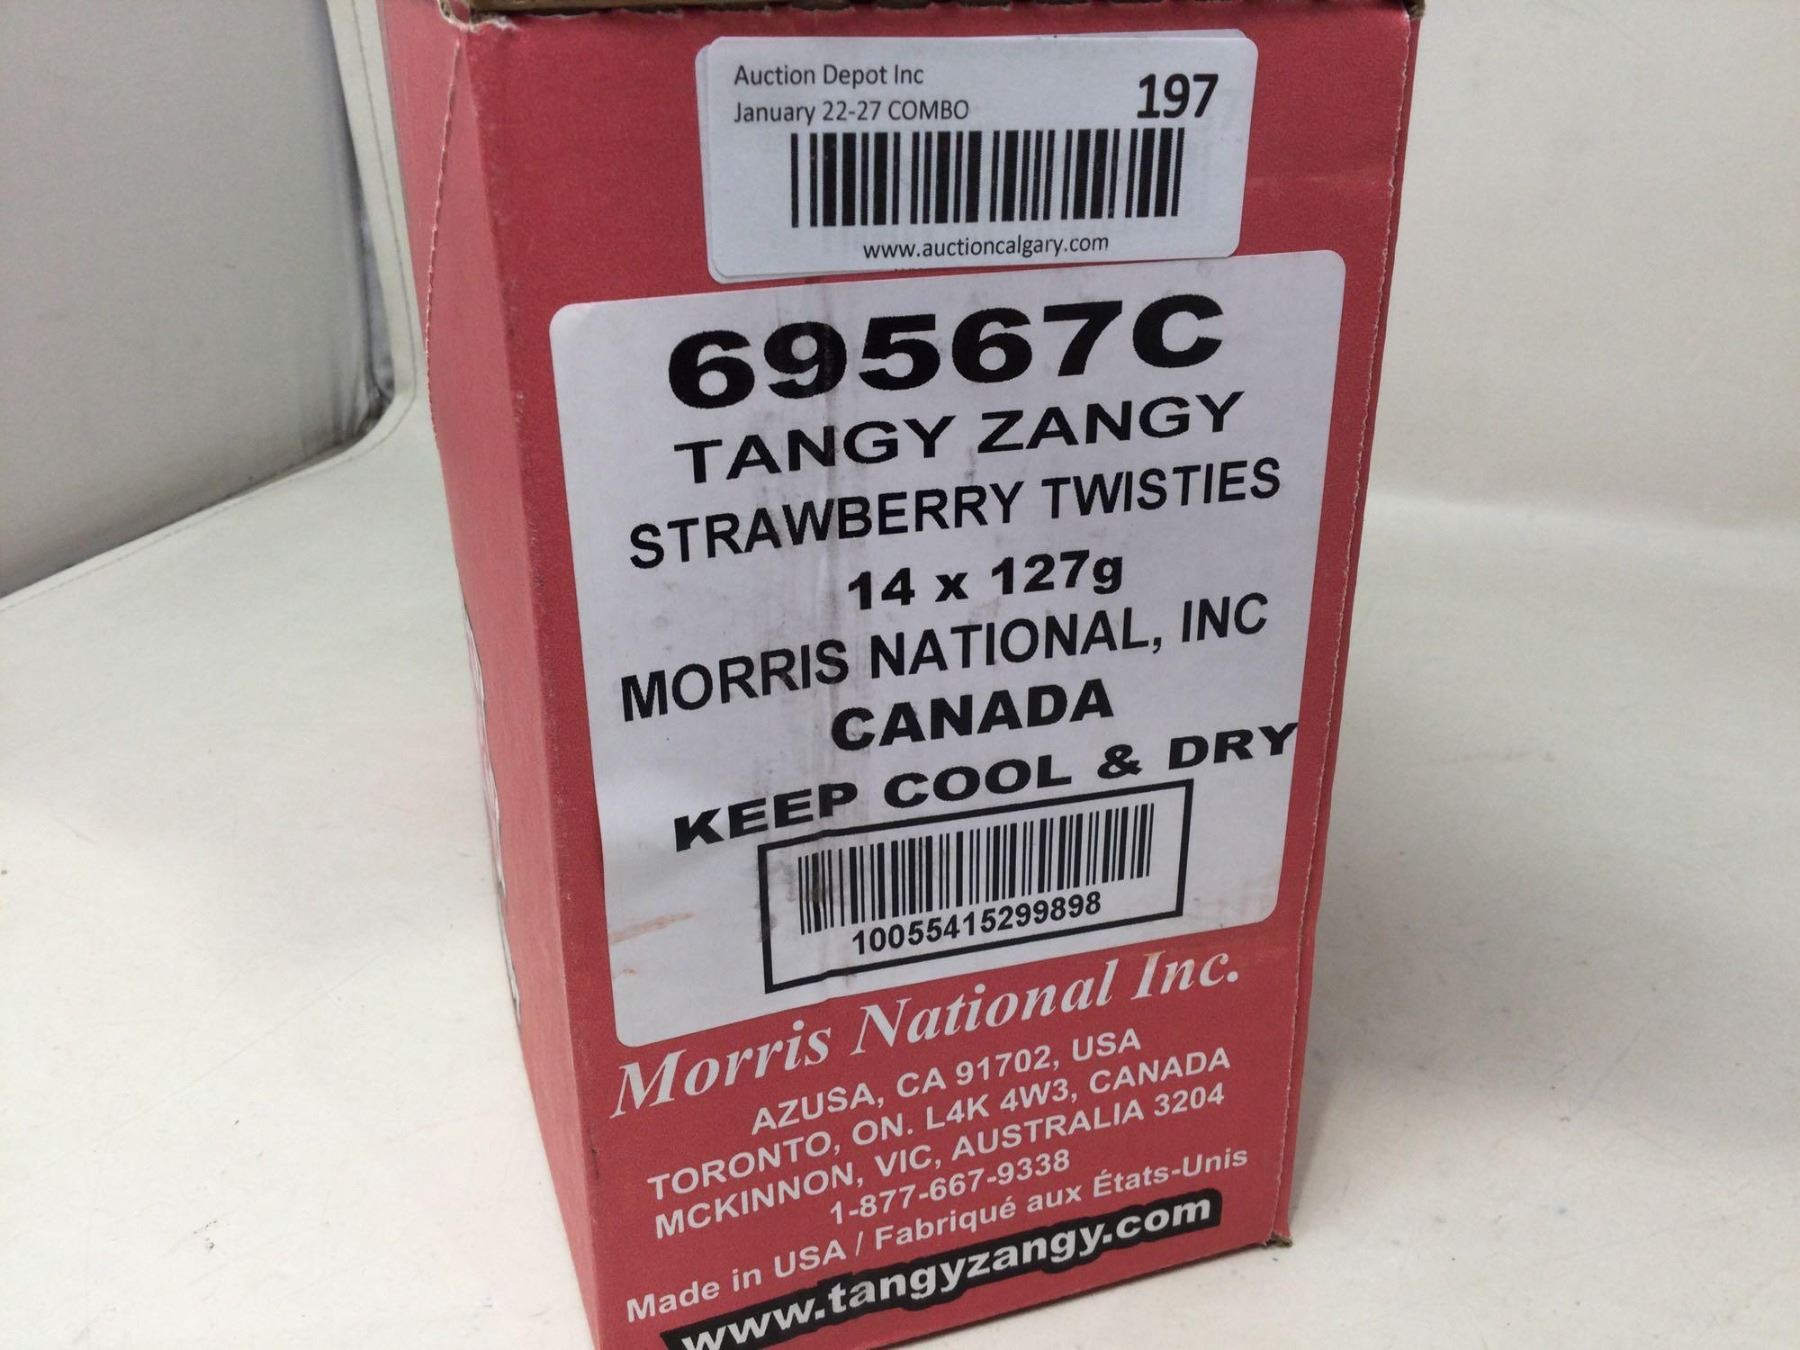 Auction Depot Inc
January 22-27 COMBO
197
www.auctioncalgary.com
69567C
TANGY ZANGY
STRAWBERRY TWISTIES
14 x 127g
MORRIS NATIONAL, INC
CANADA
KEEP COOL & DRY
10055415299898
Morris National Inc.
AZUSA, CA 91702, USA
TORONTO, ON. L4K 4W3, CANADA
MCKINNON, VIC, AUSTRALIA 3204
1-877-667-9338
Made in USA / Fabriqué aux États-Unis
www.tangyzangy.com